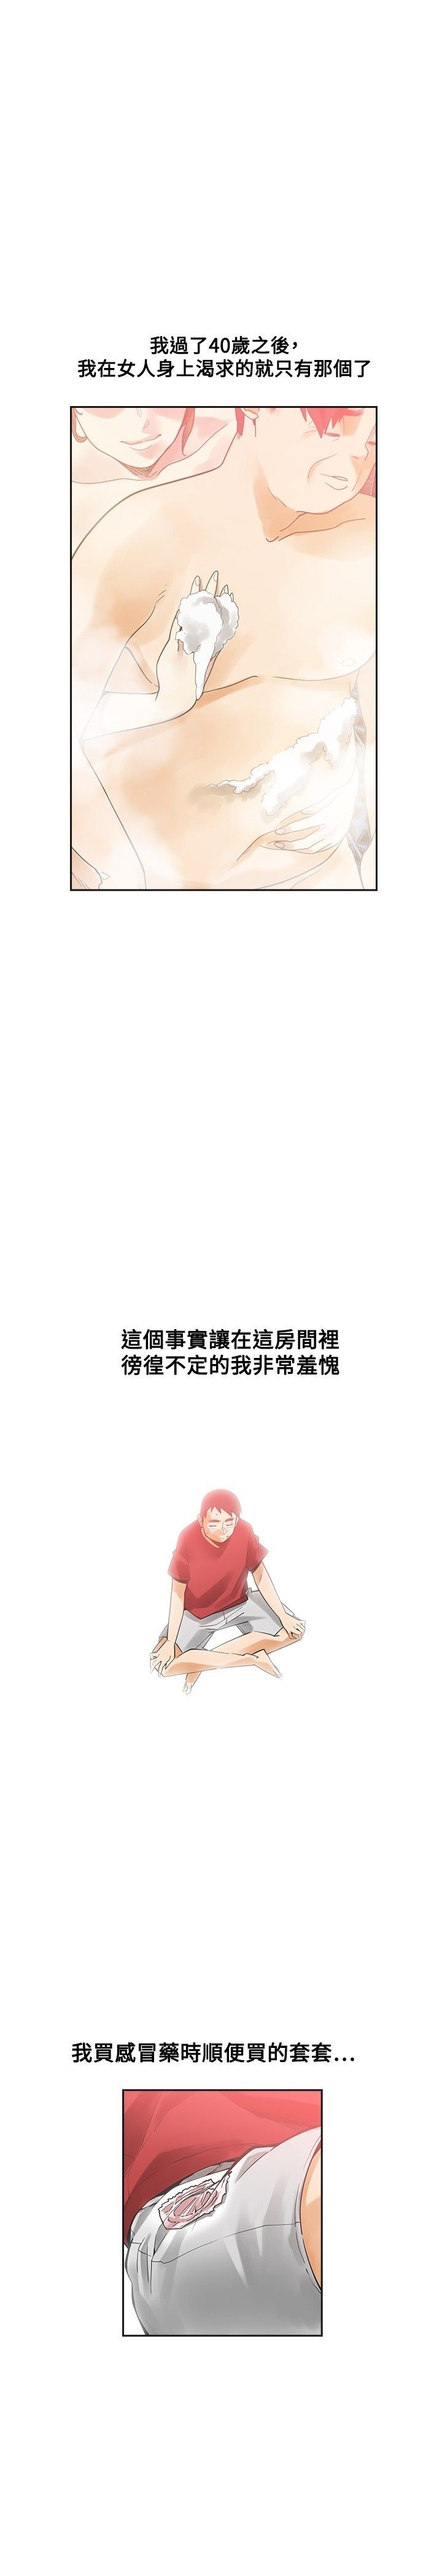 我過了40歲之後,
我在女人身上渴求的就只有那個了
這個事實讓在這房間裡
徬徨不定的我非常羞愧
我買感冒藥時順便買的套套...